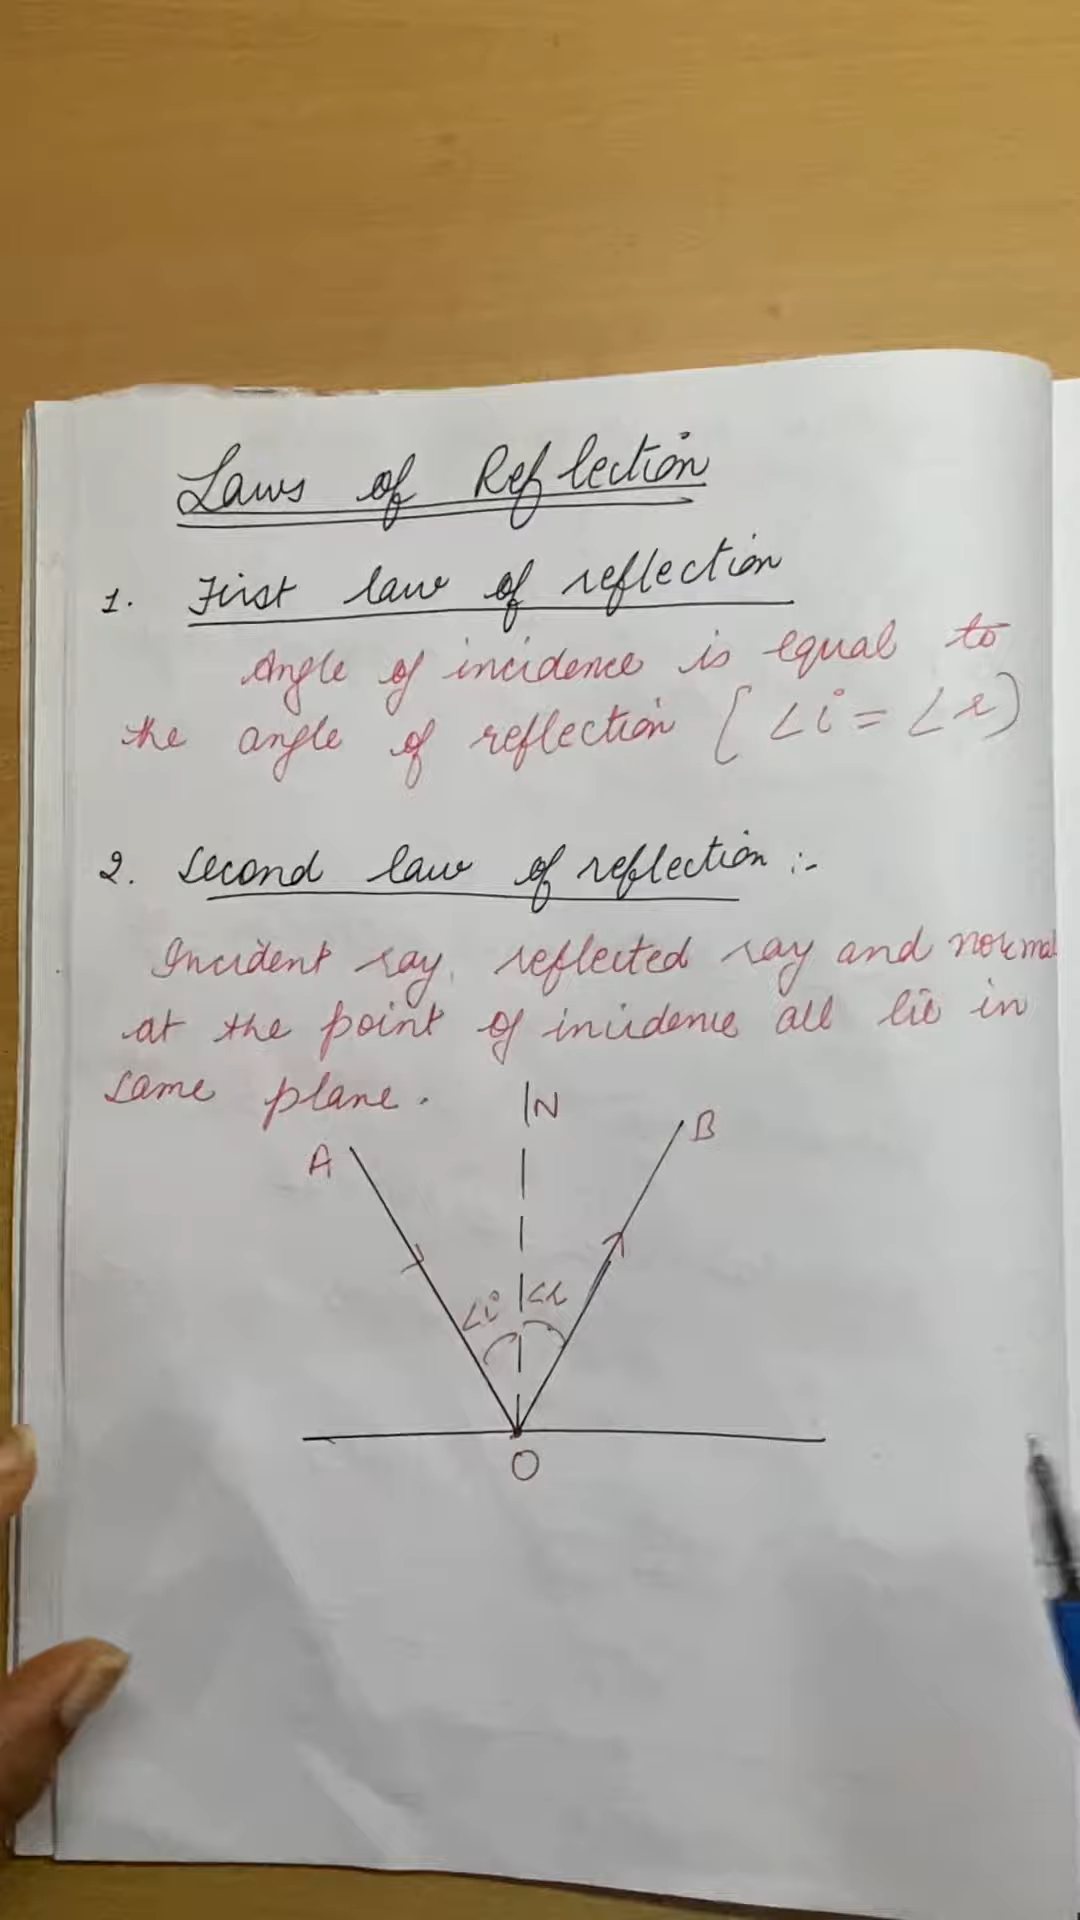 Laws of Reflection
1. First law of reflection
Angle of incidence is equal to
the angle of reflection [∠i = ∠r)
2. Second law of reflection :-
Incident ray, reflected ray and normal
at the point of incidence all lie in
same plane.
N
A
B
∠i
∠r
O